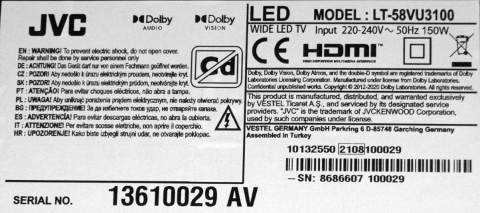 JVC
Dolby AUDIO
Dolby VISION
LED MODEL : LT-58VU3100
WIDE LED TV Input 220-240V~ 50Hz 150W
CE HDMI
EN : WARNING! To prevent electric shock, do not open cover.
Repair shall be done by service personel only
DE : ACHTUNG! Das Gerät darf nur von einem Fachmann geöffnet werden.
CZ : POZOR! Aby nedošlo k úrazu elektrickým proudem, neotvírejte kryt.
SK : POZOR! Aby nedošlo k úrazu elektrickým prúdom, neotvárajte kryt.
PT : ATENÇÃO! Para evitar choques eléctricos, não abra a tampa.
PL : UWAGA! Aby uniknąć porażenia prądem elektrycznym, nie otwieraj obudowy.
BG : ПРЕДУПРЕЖДЕНИЕ! За да избегнете токов удар, не отваряйте капака.
ES : ¡ADVERTENCIA! Para evitar descargas eléctricas, no abra la cubierta.
IT : ATTENZIONE! Per evitare scosse elettriche, non aprire il coperchio.
HR : UPOZORENJE! Kako biste izbjegli strujni udar, ne otvarajte poklopac.
Cd
Dolby, Dolby Vision, Dolby Atmos, and the double-D symbol are registered trademarks of Dolby
Laboratories Licensing Corporation. Manufactured under license from Dolby Laboratories.
Confidential unpublished works. Copyright © 2012-2020 Dolby Laboratories. All rights reserved.
This product is manufactured, distributed, and warranted exclusively
by VESTEL Ticaret A.Ş., and serviced by its designated service
providers. "JVC" is the trademark of JVCKENWOOD Corporation,
used by such companies under license.
VESTEL GERMANY GmbH Parkring 6 D-85748 Garching Germany
Assembled in Turkey
10132550 2108 100029
SN: 8686607 100029
SERIAL NO. 13610029 AV